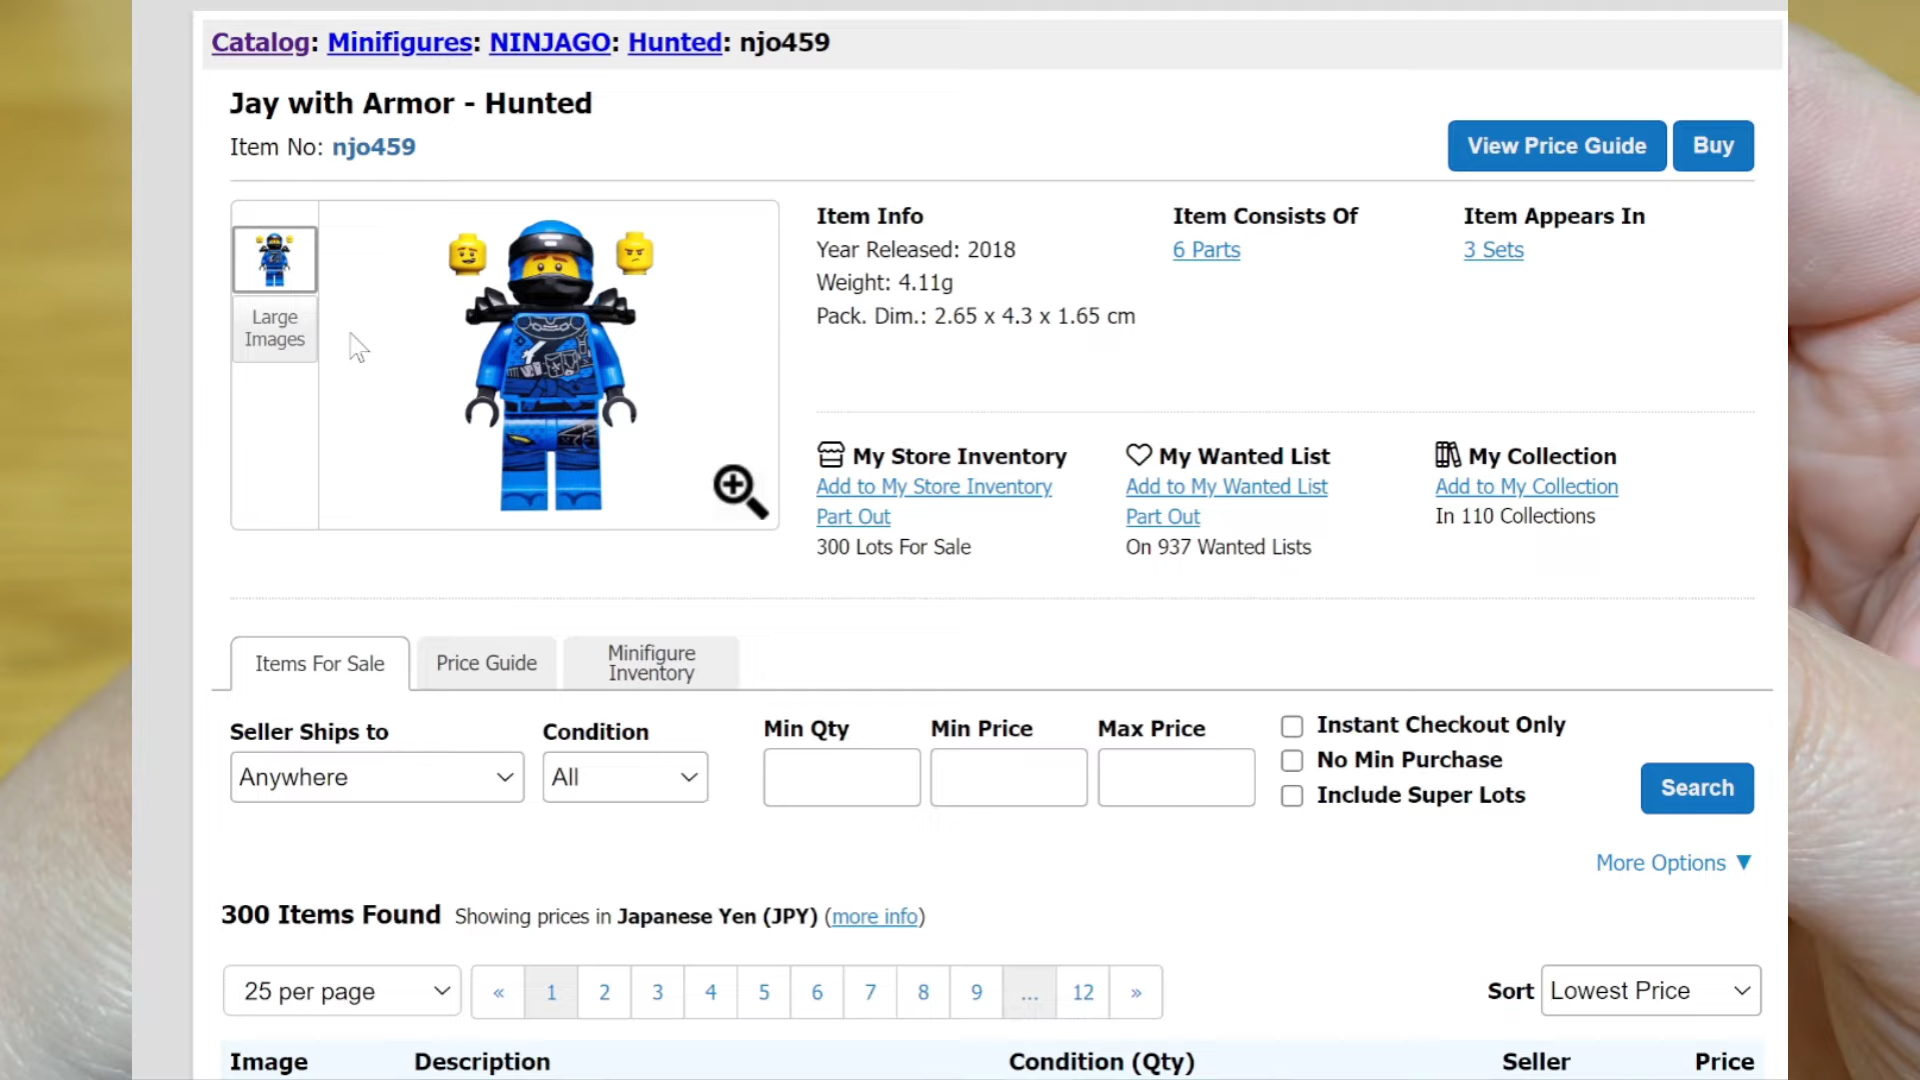 Catalog: Minifigures: NINJAGO: Hunted: njo459
Jay with Armor - Hunted
Item No: njo459
View Price Guide
Buy
Large
Images
Item Info
Year Released: 2018
Weight: 4.11g
Pack. Dim.: 2.65 x 4.3 x 1.65 cm
Item Consists Of
6 Parts
Item Appears In
3 Sets
My Store Inventory
Add to My Store Inventory
Part Out
300 Lots For Sale
My Wanted List
Add to My Wanted List
Part Out
On 937 Wanted Lists
My Collection
Add to My Collection
In 110 Collections
Items For Sale
Price Guide
Minifigure
Inventory
Seller Ships to
Anywhere
Condition
All
Min Qty
Min Price
Max Price
Instant Checkout Only
No Min Purchase
Include Super Lots
Search
More Options ▼
300 Items Found Showing prices in Japanese Yen (JPY) (more info)
25 per page
« 1 2 3 4 5 6 7 8 9 ... 12 »
Sort Lowest Price
Image Description Condition (Qty) Seller Price